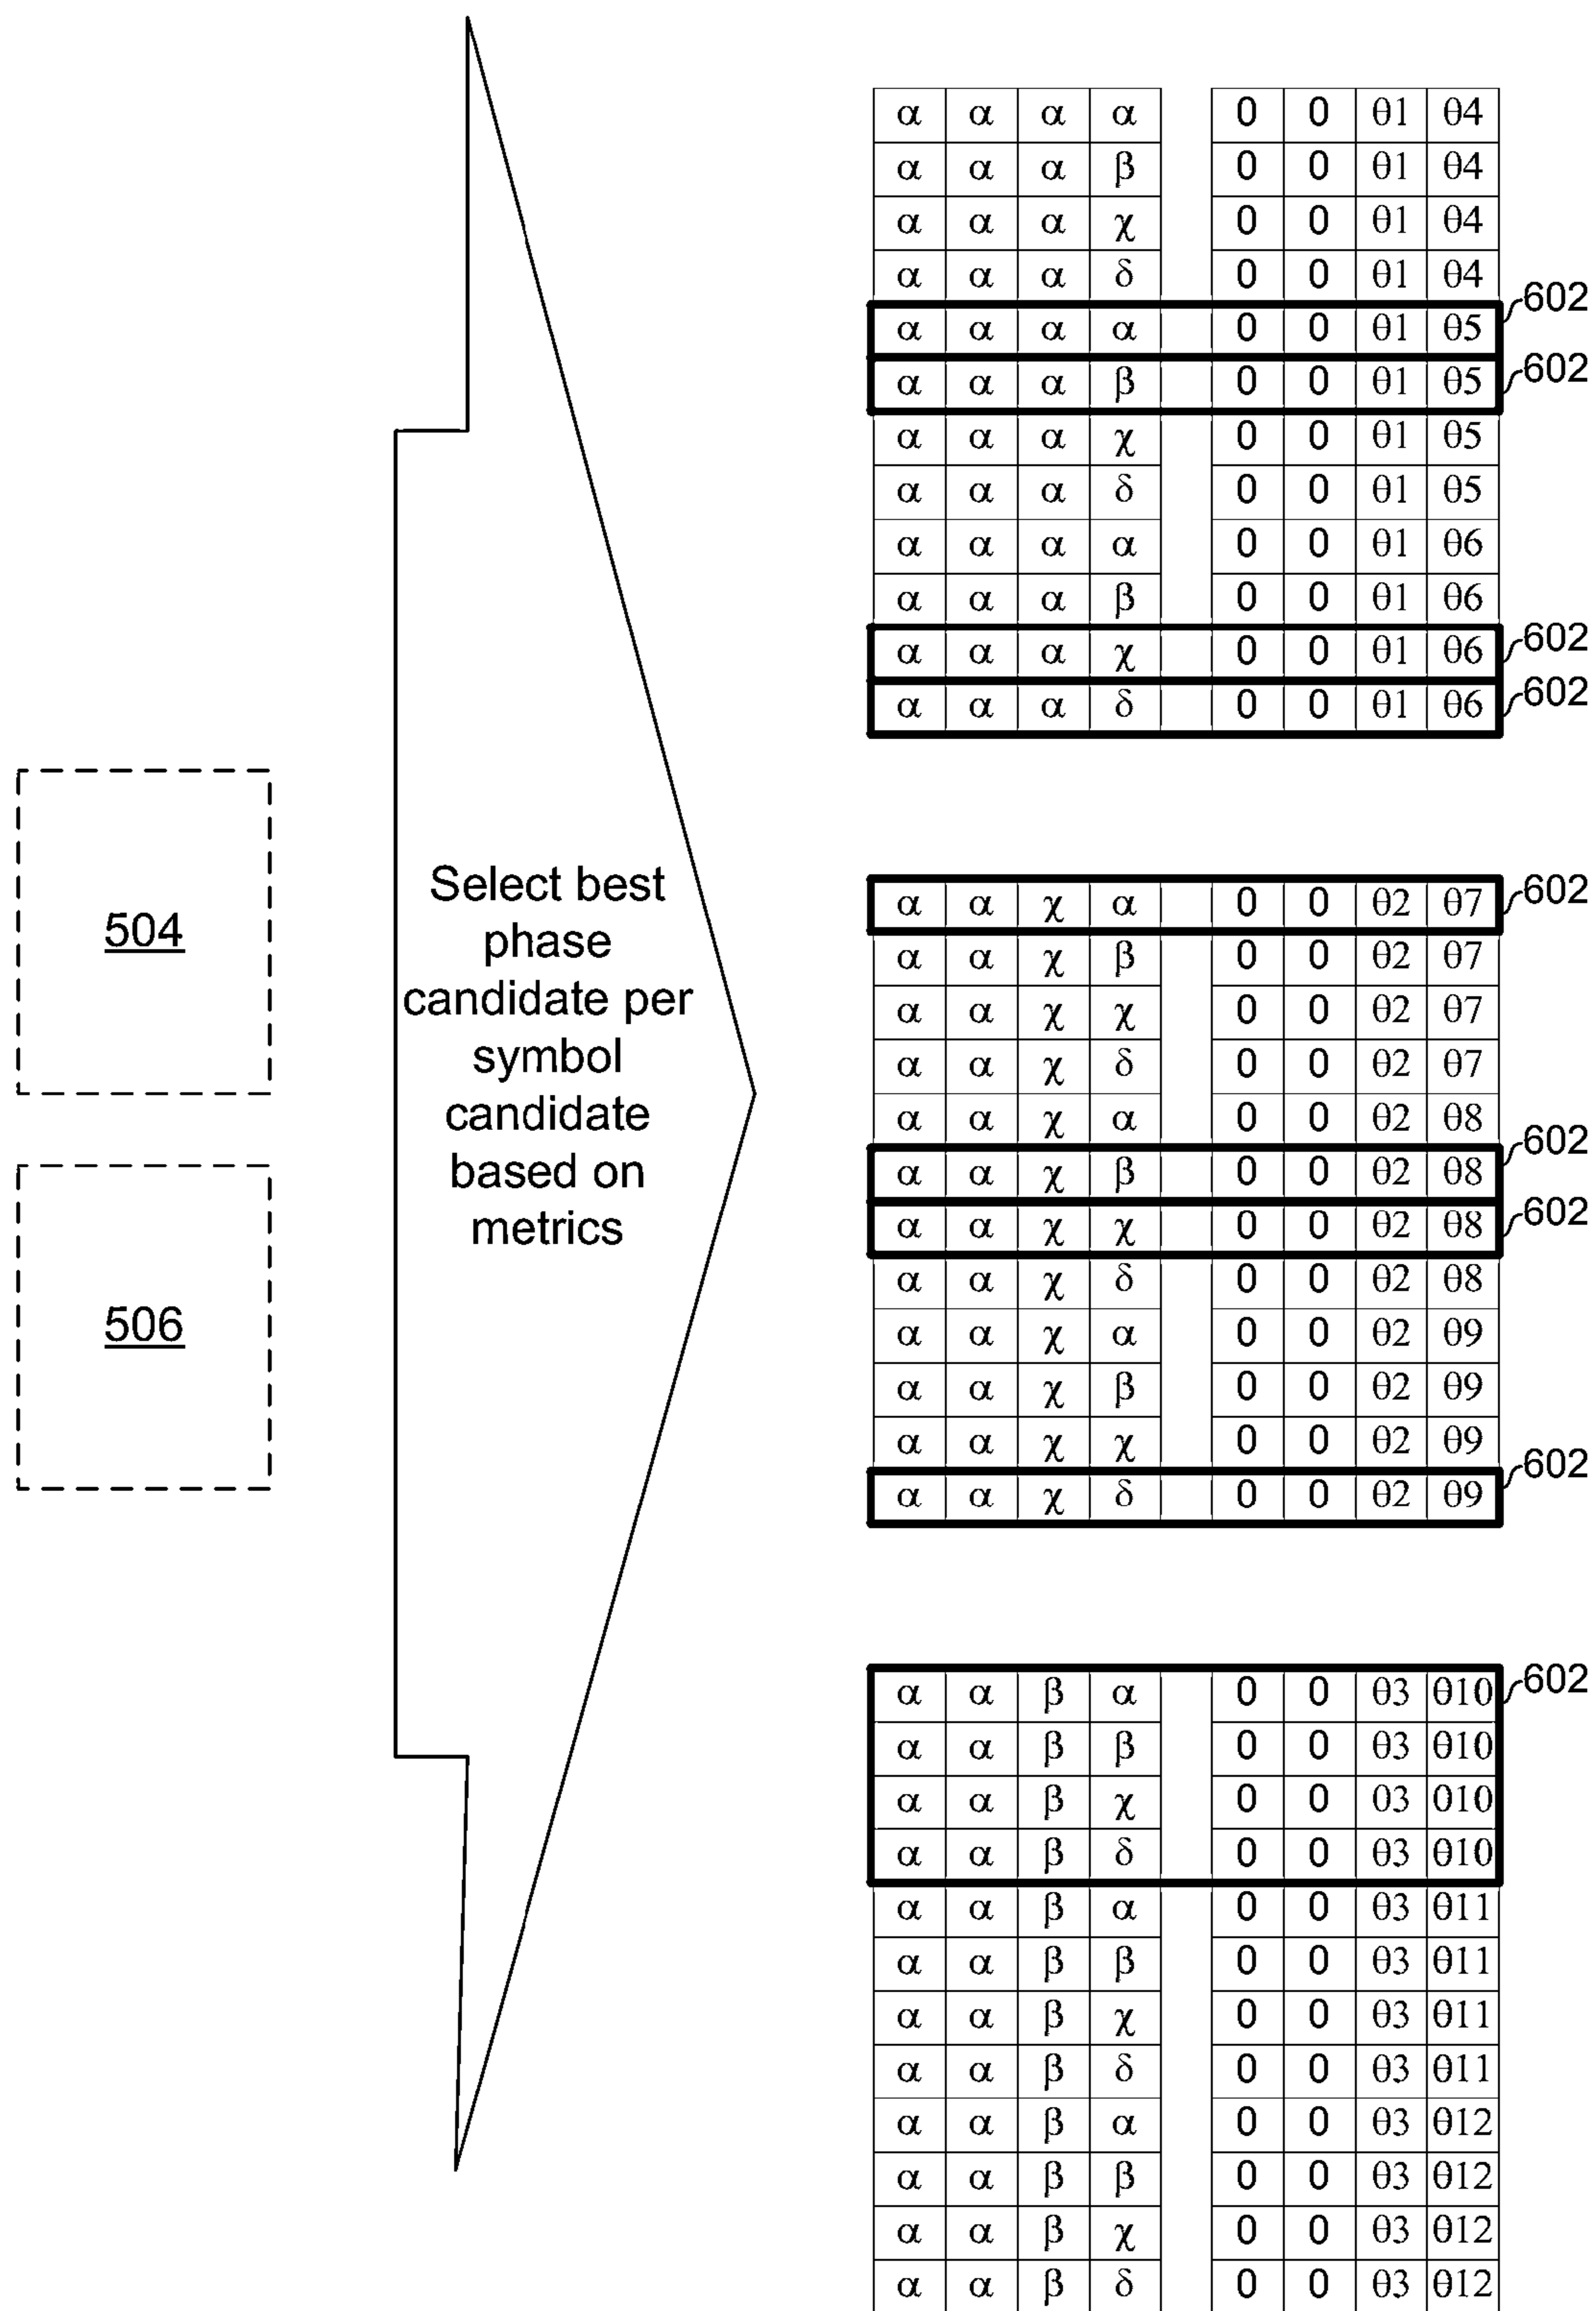 504
506
Select best
phase
candidate per
symbol
candidate
based on
metrics
α α α α 0 0 θ1 θ4
α α α β 0 0 θ1 θ4
α α α χ 0 0 θ1 θ4
α α α δ 0 0 θ1 θ4
α α α α 0 0 θ1 θ5 602
α α α β 0 0 θ1 θ5 602
α α α χ 0 0 θ1 θ5
α α α δ 0 0 θ1 θ5
α α α α 0 0 θ1 θ6
α α α β 0 0 θ1 θ6
α α α χ 0 0 θ1 θ6 602
α α α δ 0 0 θ1 θ6 602
α α χ α 0 0 θ2 θ7 602
α α χ β 0 0 θ2 θ7
α α χ χ 0 0 θ2 θ7
α α χ δ 0 0 θ2 θ7
α α χ α 0 0 θ2 θ8
α α χ β 0 0 θ2 θ8 602
α α χ χ 0 0 θ2 θ8 602
α α χ δ 0 0 θ2 θ8
α α χ α 0 0 θ2 θ9
α α χ β 0 0 θ2 θ9
α α χ χ 0 0 θ2 θ9
α α χ δ 0 0 θ2 θ9 602
α α β α 0 0 θ3 θ10 602
α α β β 0 0 θ3 θ10
α α β χ 0 0 θ3 θ10
α α β δ 0 0 θ3 θ10
α α β α 0 0 θ3 θ11
α α β β 0 0 θ3 θ11
α α β χ 0 0 θ3 θ11
α α β δ 0 0 θ3 θ11
α α β α 0 0 θ3 θ12
α α β β 0 0 θ3 θ12
α α β χ 0 0 θ3 θ12
α α β δ 0 0 θ3 θ12